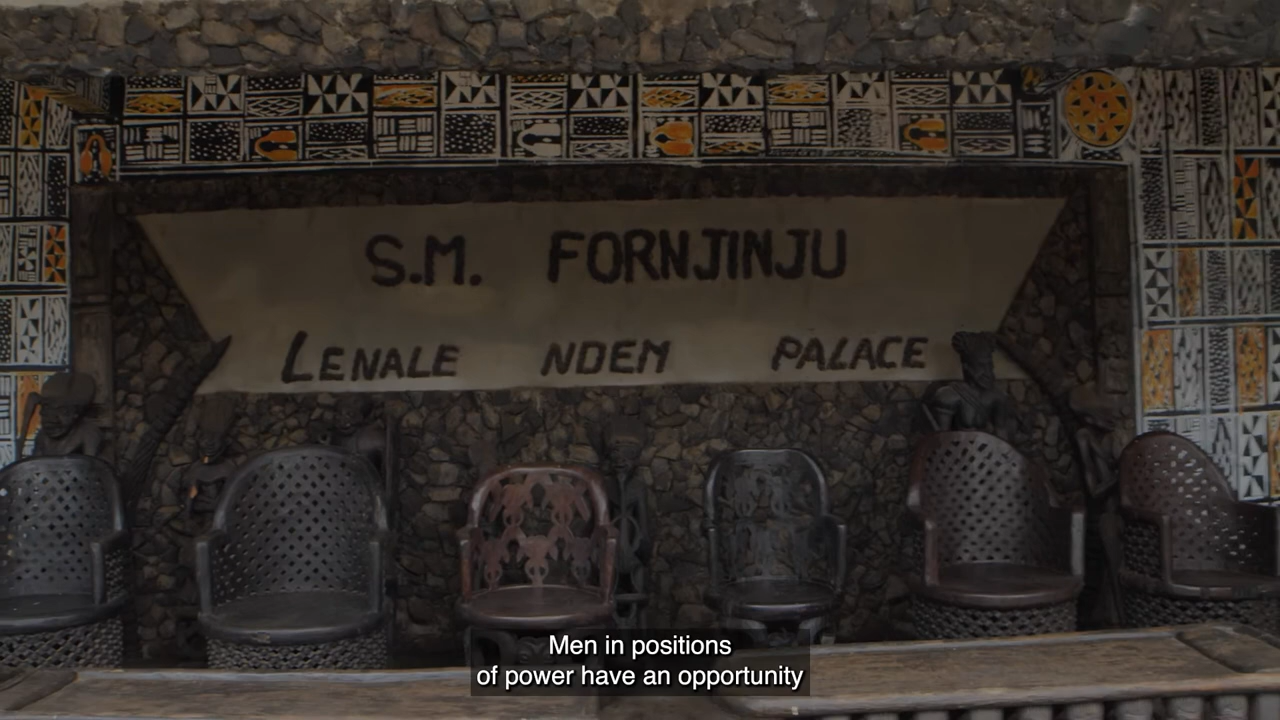 S.M. FORNJINJU
LENALE NDEM PALACE
Men in positions
of power have an opportunity